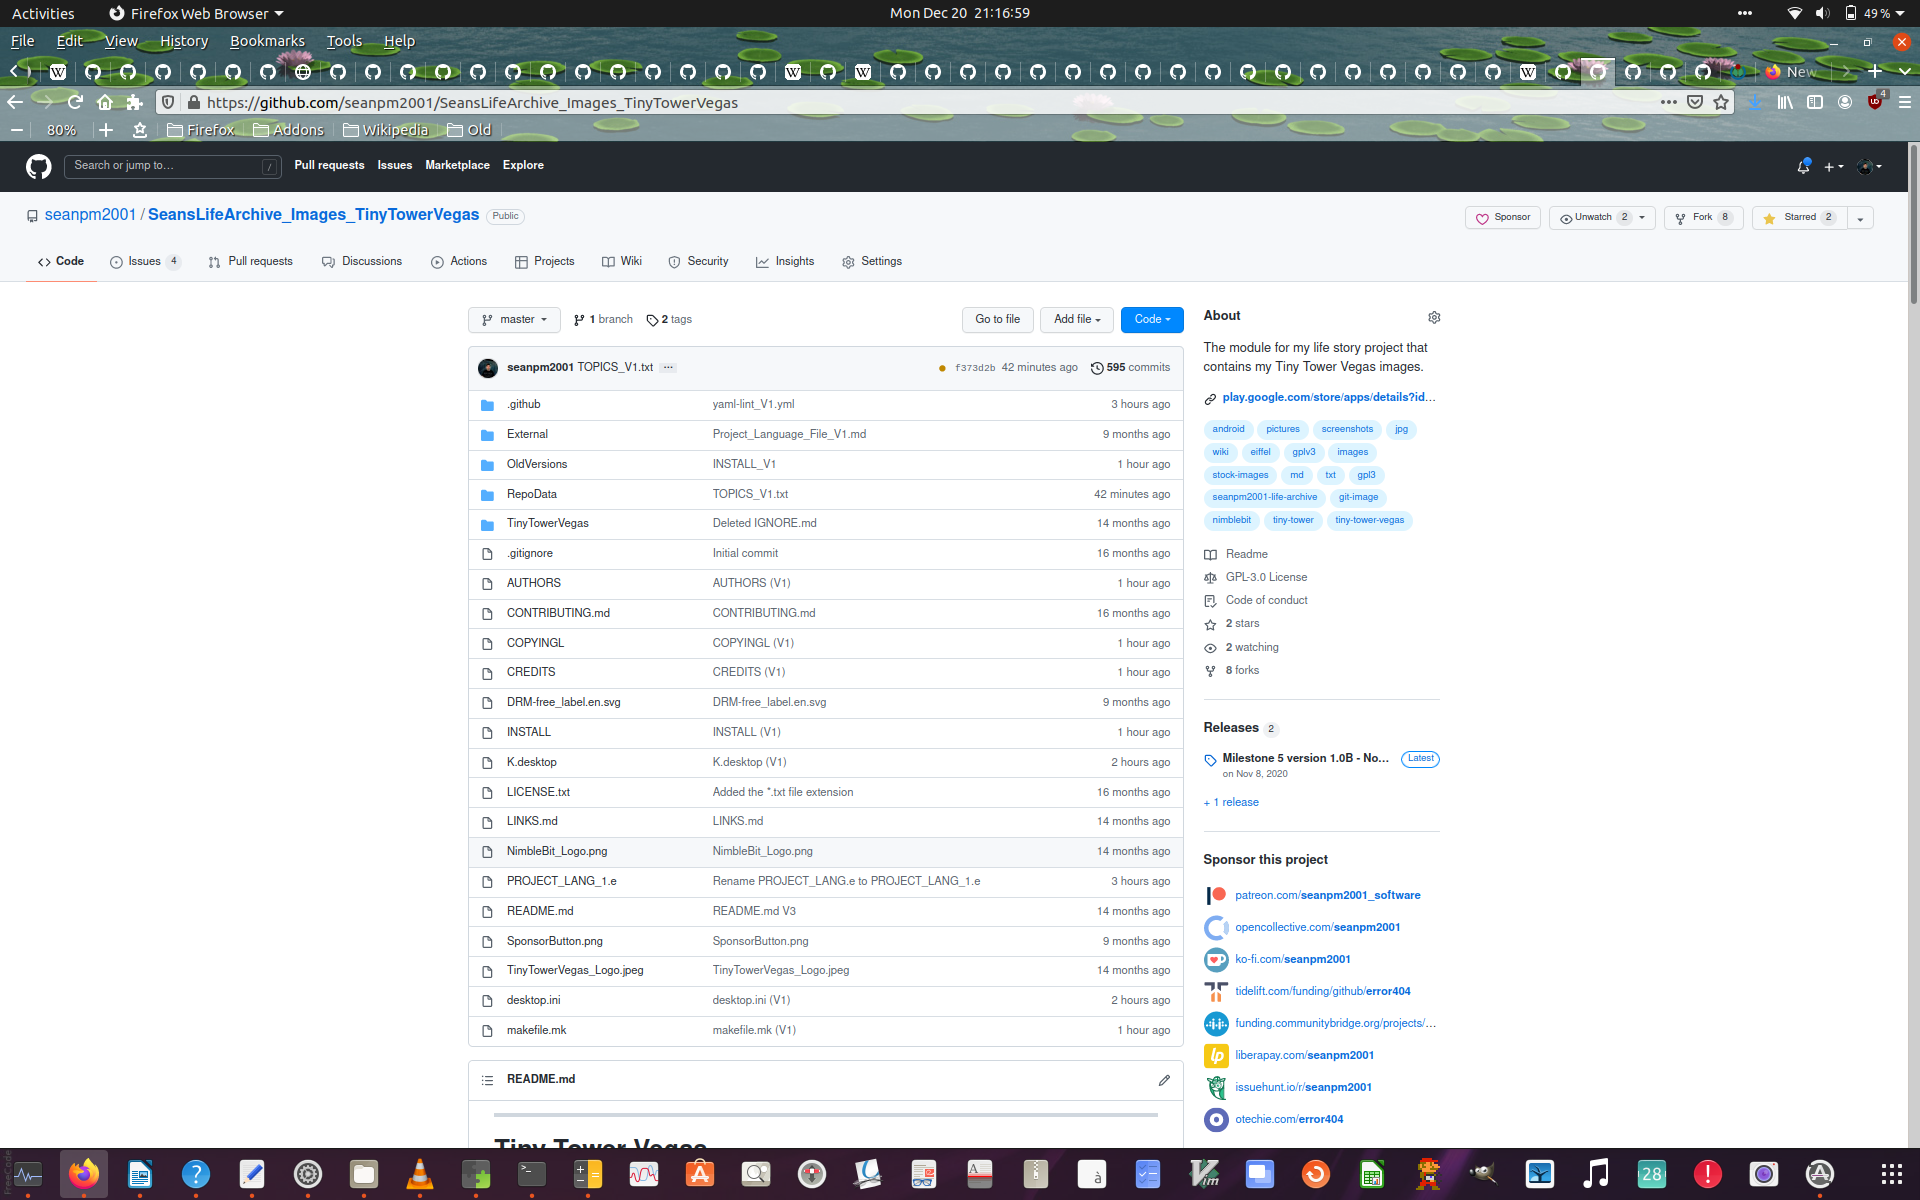 Activities Firefox Web Browser Mon Dec 20 21:16:59 49 %
File Edit View History Bookmarks Tools Help
New
https://github.com/seanpm2001/SeansLifeArchive_Images_TinyTowerVegas 4
80% Firefox Addons Wikipedia Old
Search or jump to… / Pull requests Issues Marketplace Explore
seanpm2001 / SeansLifeArchive_Images_TinyTowerVegas Public Sponsor Unwatch 2 Fork 8 Starred 2
Code Issues 4 Pull requests Discussions Actions Projects Wiki Security Insights Settings
master 1 branch 2 tags Go to file Add file Code
seanpm2001 TOPICS_V1.txt ... f373d2b 42 minutes ago 595 commits
.github yaml-lint_V1.yml 3 hours ago
External Project_Language_File_V1.md 9 months ago
OldVersions INSTALL_V1 1 hour ago
RepoData TOPICS_V1.txt 42 minutes ago
TinyTowerVegas Deleted IGNORE.md 14 months ago
.gitignore Initial commit 16 months ago
AUTHORS AUTHORS (V1) 1 hour ago
CONTRIBUTING.md CONTRIBUTING.md 16 months ago
COPYINGL COPYINGL (V1) 1 hour ago
CREDITS CREDITS (V1) 1 hour ago
DRM-free_label.en.svg DRM-free_label.en.svg 9 months ago
INSTALL INSTALL (V1) 1 hour ago
K.desktop K.desktop (V1) 2 hours ago
LICENSE.txt Added the *.txt file extension 16 months ago
LINKS.md LINKS.md 14 months ago
NimbleBit_Logo.png NimbleBit_Logo.png 14 months ago
PROJECT_LANG_1.e Rename PROJECT_LANG.e to PROJECT_LANG_1.e 3 hours ago
README.md README.md V3 14 months ago
SponsorButton.png SponsorButton.png 9 months ago
TinyTowerVegas_Logo.jpeg TinyTowerVegas_Logo.jpeg 14 months ago
desktop.ini desktop.ini (V1) 2 hours ago
makefile.mk makefile.mk (V1) 1 hour ago
README.md
Tiny Tower Vegas
About
The module for my life story project that
contains my Tiny Tower Vegas images.
play.google.com/store/apps/details?id…
android pictures screenshots jpg
wiki eiffel gplv3 images
stock-images md txt gpl3
seanpm2001-life-archive git-image
nimblebit tiny-tower tiny-tower-vegas
Readme
GPL-3.0 License
Code of conduct
2 stars
2 watching
8 forks
Releases 2
Milestone 5 version 1.0B - No… Latest
on Nov 8, 2020
+ 1 release
Sponsor this project
patreon.com/seanpm2001_software
opencollective.com/seanpm2001
ko-fi.com/seanpm2001
tidelift.com/funding/github/error404
funding.communitybridge.org/projects/…
liberapay.com/seanpm2001
issuehunt.io/r/seanpm2001
otechie.com/error404
28